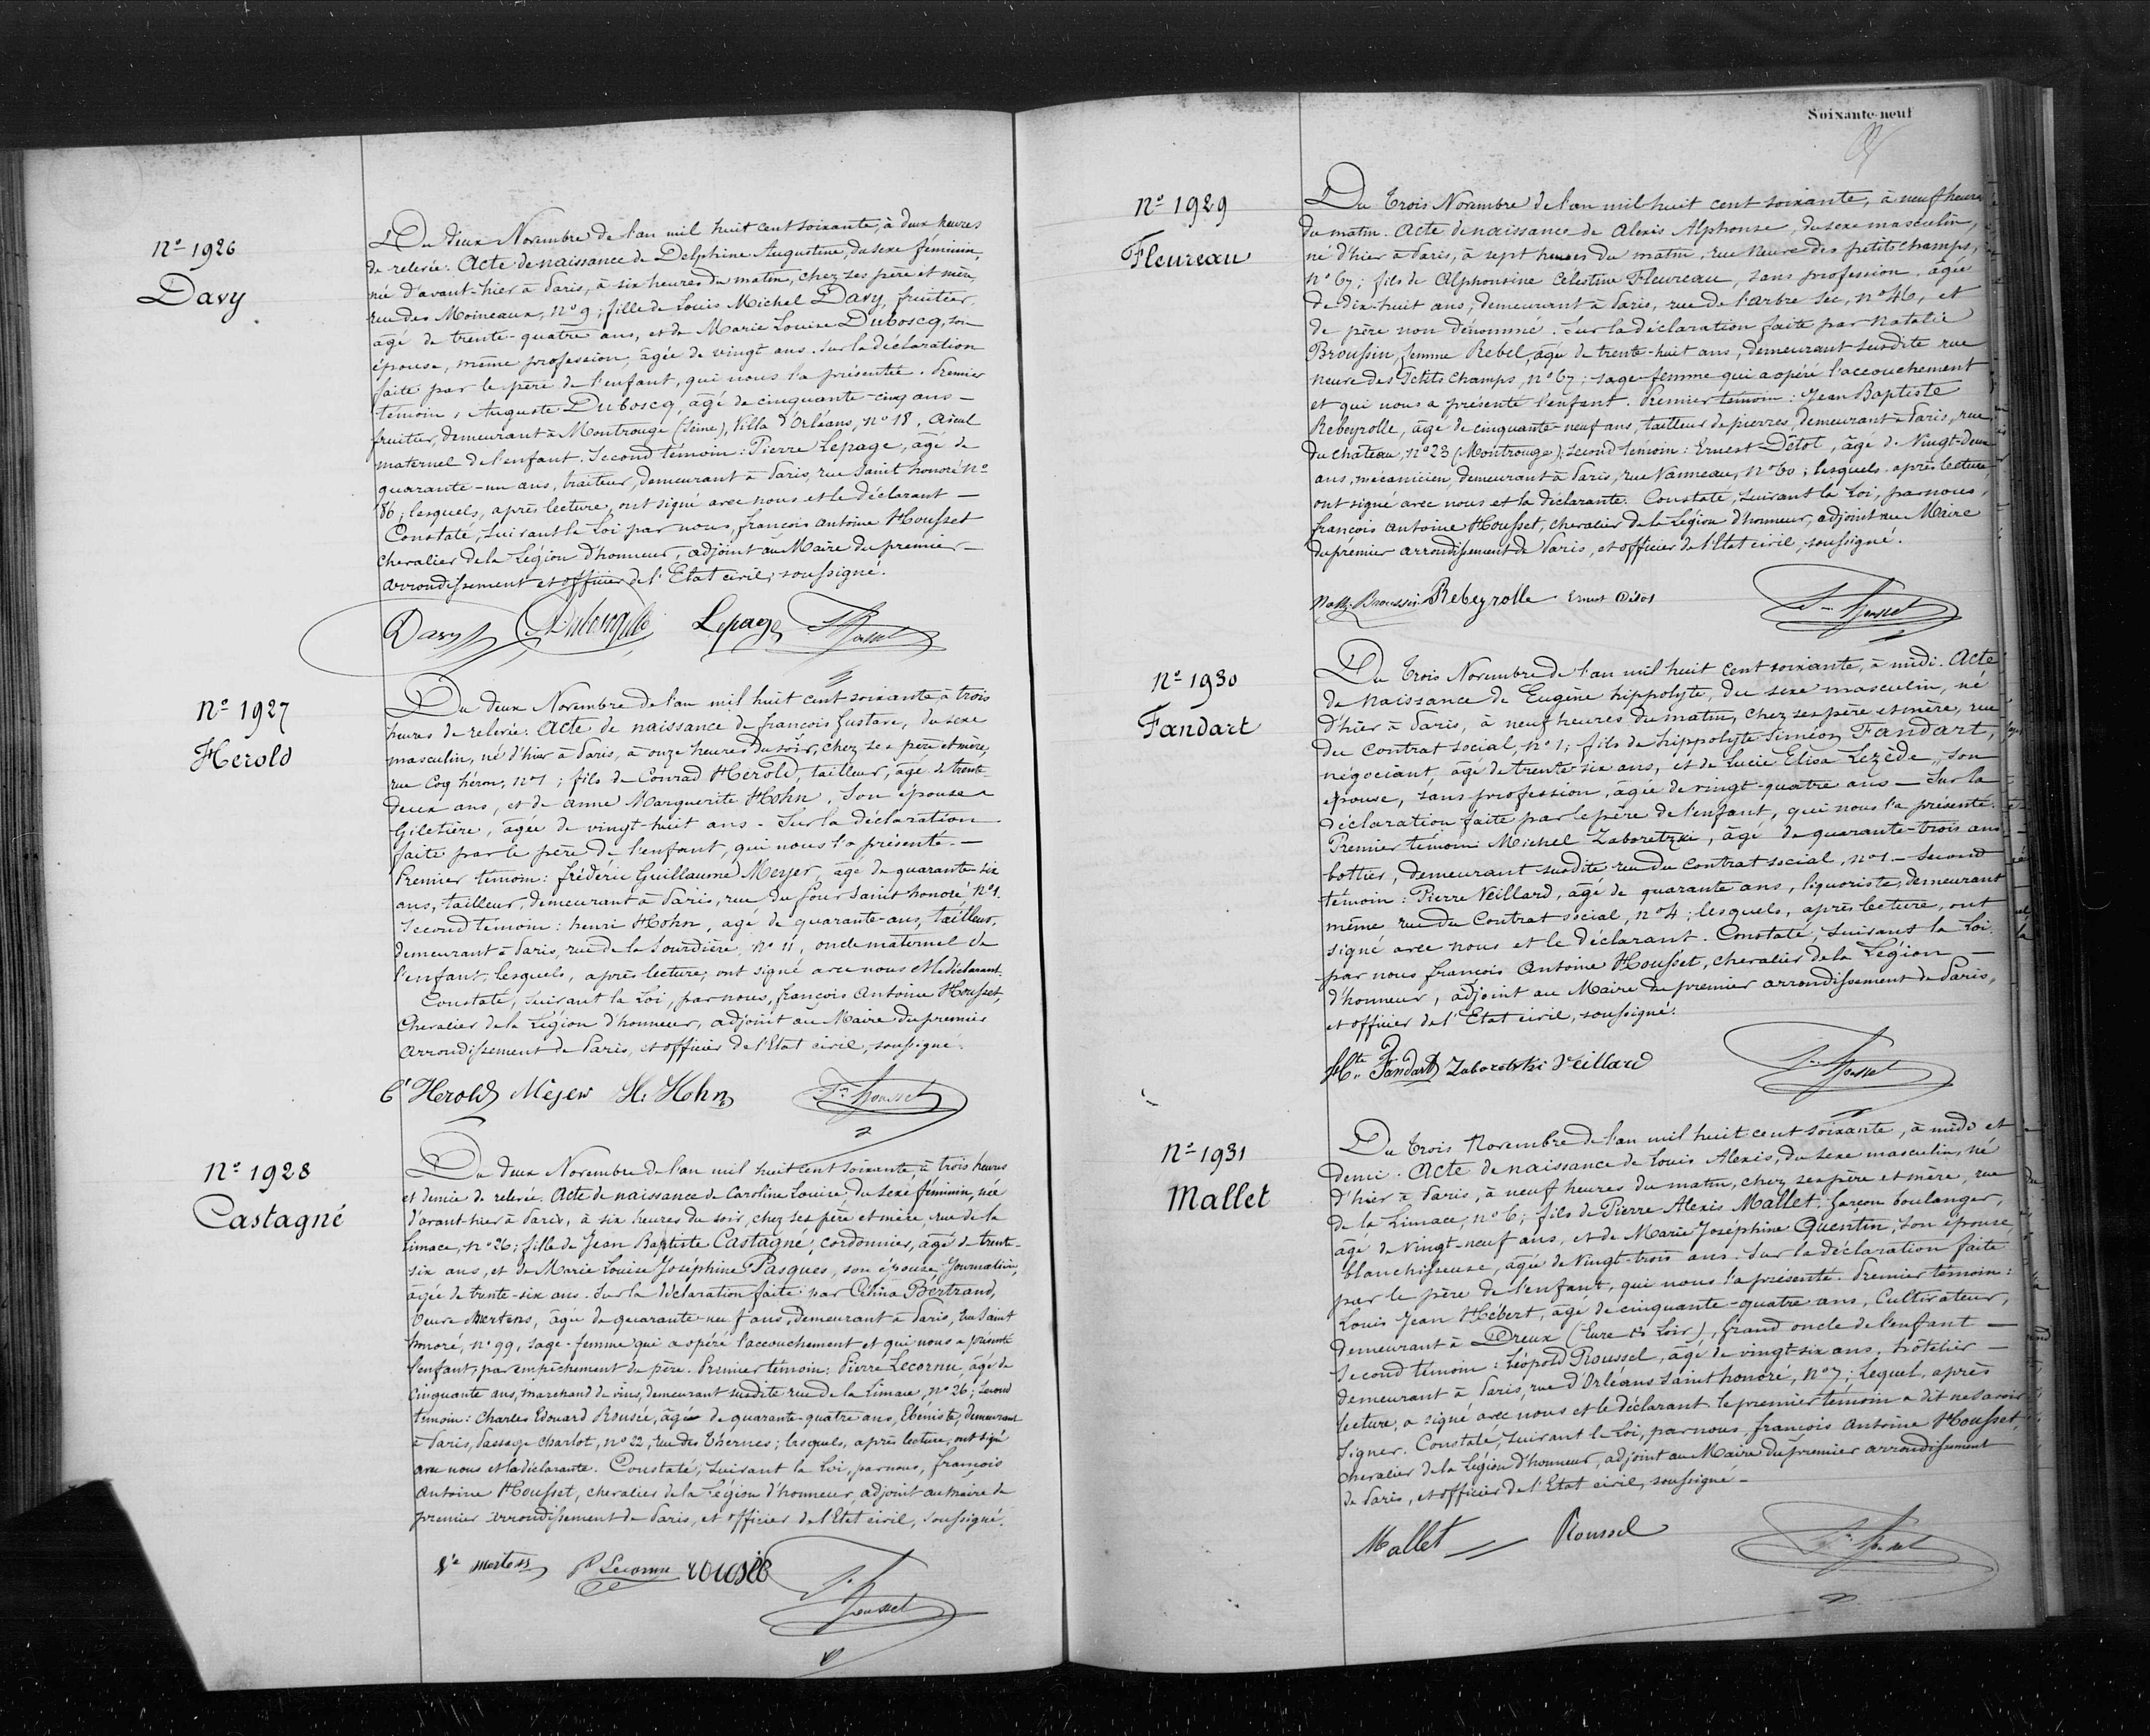 Nº 1926
Davy
Du deux Novembre de l'an mil huit cent soixante, à deux heures
de relevée. Acte de naissance de Delphine Augustine, du sexe féminin,
née d'avant-hier à Paris, à six heures du matin, chez ses père et mère,
rue des Moineaux, nº 9; fille de Louis Michel Davy, fruitier,
âgé de trente-quatre ans, et de Marie Louise Duboscq, son
épouse, même profession, âgée de vingt ans. Sur la déclaration
faite par le père de l'enfant, qui nous l'a présentée. Premier
témoin, Auguste Duboscq, âgé de cinquante-cinq ans —
fruitier, demeurant à Montrouge (Seine), Villa d'Orléans, nº 18, Aïeul
maternel de l'enfant. Second témoin: Pierre Lepage, âgé de
quarante-un ans, traiteur, demeurant à Paris, rue Saint honoré nº
86; lesquels, après lecture, ont signé avec nous et le déclarant —
Constaté, suivant la Loi par nous, françois Antoine Housset
chevalier de la Légion d'honneur, adjoint au Maire du premier —
arrondissement et officier de l'Etat civil, soussigné.
Davy Lepage Housset
Nº 1927
Herold
Du deux Novembre de l'an mil huit cent soixante à trois
heures de relevée. Acte de naissance de françois Gustave, du sexe
masculin, né d'hier à Paris, à onze heures du soir, chez ses père et mère,
rue Coq héron, nº 1; fils de Conrad Herold, tailleur, âgé de trente-
deux ans, et de Anne Marguerite Hohn, Son épouse
Giletière, âgée de vingt-huit ans. Sur la déclaration
faite par le père de l'enfant, qui nous l'a présenté. —
Premier témoin: frédéric Guillaume Meyer, âgé de quarante-six
ans, tailleur, demeurant à Paris, rue du four Saint honoré, nº 1.
Second témoin: henri Hohn, agé de quarante-ans, tailleur,
demeurant à Paris, rue de la Sourdière, nº 11, oncle maternel de
l'enfant, lesquels, après lecture, ont signé avec nous et le déclarant.
Constaté, suivant la Loi, par nous, françois Antoine Housset,
Chevalier de la Légion d'honneur, adjoint au Maire du premier
Arrondissement de Paris, et officier de l'Etat civil, soussigné.
Cd Herold Meyer H. Hohn Housset
Nº 1928
Castagné
Du deux Novembre de l'an mil huit cent soixante à trois heures
et demie de relevée. Acte de naissance de Caroline Louise, du sexe féminin, née
d'avant-hier à Paris, à six heures du soir, chez ses père et mère, rue de la
Limace, nº 26; fille de Jean Baptiste Castagné, cordonnier, âgé de trente-
six ans, et de Marie Louise Joséphine Pasques, son épouse, Journalière,
âgée de trente-six ans. Sur la déclaration faite par Célina Bertrand,
Veuve Mertens, âgée de quarante neuf ans, demeurant à Paris, rue Saint
honoré, nº 99, sage-femme qui a opéré l'accouchement et qui nous a présenté
l'enfant, par empêchement du père. Premier témoin: Pierre Lecornu, âgé de
Cinquante ans, marchand de vins, demeurant susdite rue de la Limace, nº 26; Second
témoin: Charles Edouard Rousée, âgé de quarante-quatre ans, Ebéniste, demeurant
à Paris, Passage Charlot, nº 22, rue des Thernes; lesquels, après lecture, ont signé
avec nous et la déclarante. Constaté, suivant la Loi, par nous, françois
Antoine Housset, chevalier de la Légion d'honneur, adjoint au maire du
premier arrondissement de Paris, et officier de l'Etat civil, soussigné.
Ve mertens P Lecornu rousée Housset
Soixante-neuf
Nº 1929
Fleureau
Du trois Novembre de l'an mil huit cent soixante, à neuf heures
du matin. Acte de naissance de Alexis Alphonse, du sexe masculin,
né d'hier à Paris, à sept heures du matin, rue Neuve des petits champs,
nº 67; fils de Alphonsine Célestine Fleureau, sans profession, âgée
de dix-huit ans, demeurant à Paris, rue de l'arbre Sec, nº 46, et
de père non dénommé. Sur la déclaration faite par Natalie
Broussin, femme Rebel, âgée de trente-huit ans, demeurant susdite rue
neuve des Petits Champs, nº 67; sage-femme qui a opéré l'accouchement
et qui nous a présenté l'enfant. Premier témoin: Jean Baptiste
Rebeyrolle, âgé de cinquante-neuf ans, tailleur de pierres, demeurant à Paris, rue
du Château, nº 23 (Montrouge); Second témoin: Ernest Détot, âgé de Vingt-deux
ans, mécanicien, demeurant à Paris, rue Vanneau, nº 60; lesquels, après lecture
ont signé avec nous et la déclarante. Constaté, suivant la Loi, par nous,
françois Antoine Housset, chevalier de la Légion d'honneur, adjoint au Maire
du premier arrondissement de Paris, et officier de l'Etat civil, soussigné.
Broussin Rebeyrolle Ernest Détot Housset
Nº 1930
Fandart
Du trois Novembre de l'an mil huit cent soixante, à midi. Acte
de Naissance de Eugène hippolyte, du sexe masculin, né
d'hier à Paris, à neuf heures du matin, chez ses père et mère, rue
du Contrat social, nº 1; fils de hippolyte Siméon Fandart,
négociant, âgé de trente-six ans, et de Lucie Elisa Lezède, Son
épouse, sans profession, âgée de vingt-quatre ans — Sur la
déclaration faite par le père de l'enfant, qui nous l'a présenté.
Premier témoin: Michel Zaboretzki, âgé de quarante-trois ans
bottier, demeurant susdite rue du Contrat social, nº 1 — Second
témoin: Pierre Veillard, âgé de quarante ans, liquoriste, demeurant
même rue du Contrat social, nº 4; lesquels, après lecture, ont
signé avec nous et le déclarant. Constaté, suivant la Loi,
par nous françois Antoine Housset, chevalier de la Légion —
d'honneur, adjoint au Maire du premier arrondissement de Paris,
et officier de l'Etat civil, soussigné.
Hte Fandart Zaboretski Veillard Housset
Nº 1931
Mallet
Du trois Novembre de l'an mil huit cent soixante, à midi et
demi. Acte de naissance de Louis Alexis, du sexe masculin, né
d'hier à Paris, à neuf heures du matin, chez ses père et mère, rue
de la Limace, nº 6; fils de Pierre Alexis Mallet, Garçon boulanger,
âgé de Vingt-neuf ans, et de Marie Joséphine Quentin, son épouse,
blanchisseuse, âgée de Vingt-trois ans. Sur la déclaration faite
par le père de l'enfant, qui nous l'a présenté. Premier témoin:
Louis Jean Hébert, âgé de cinquante-quatre ans, Cultivateur,
demeurant à Dreux (Eure et Loir), Grand oncle de l'enfant —
Second témoin: Léopold Roussel, âgé de vingt-six ans, hôtelier —
demeurant à Paris, rue d'Orléans Saint honoré, nº 7; Lequel, après
lecture, a signé avec nous et le déclarant. le premier témoin a dit ne savoir
signer. Constaté, suivant la Loi, par nous, françois Antoine Housset,
chevalier de la Légion d'honneur, adjoint au Maire du premier arrondissement
de Paris, et officier de l'Etat civil, soussigné —
Mallet Roussel Housset